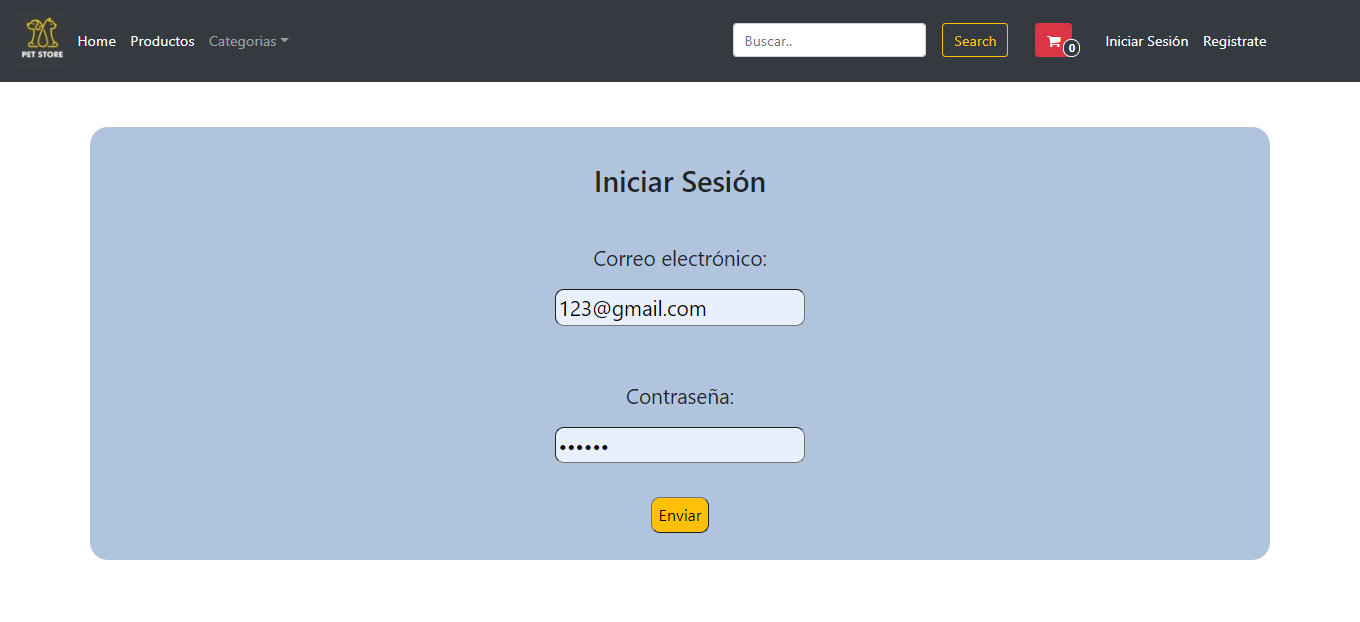 PET STORE
Home Productos Categorias Buscar.. Search 0 Iniciar Sesión Registrate
Iniciar Sesión
Correo electrónico:
123@gmail.com
Contraseña:
••••••
Enviar